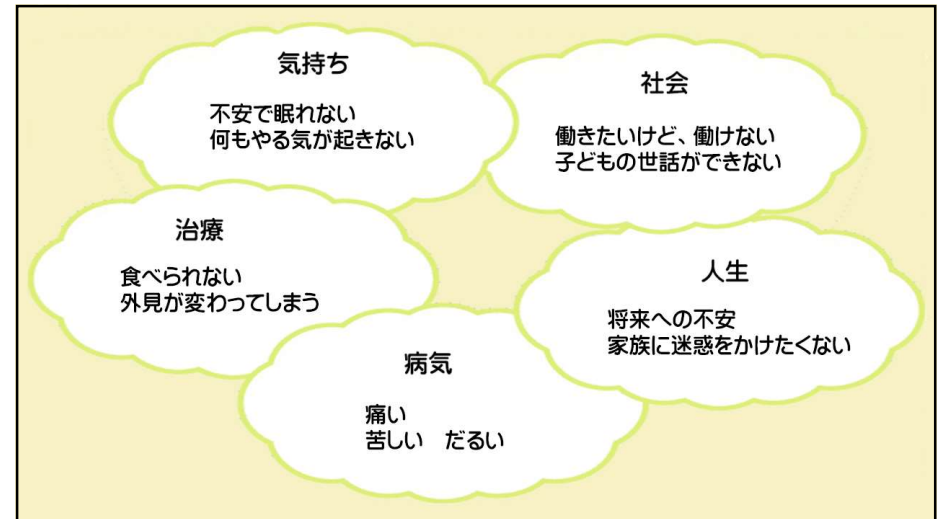 気持ち
不安で眠れない
何もやる気が起きない
社会
働きたいけど、働けない
子どもの世話ができない
治療
食べられない
外見が変わってしまう
人生
将来への不安
家族に迷惑をかけたくない
病気
痛い
苦しい　だるい